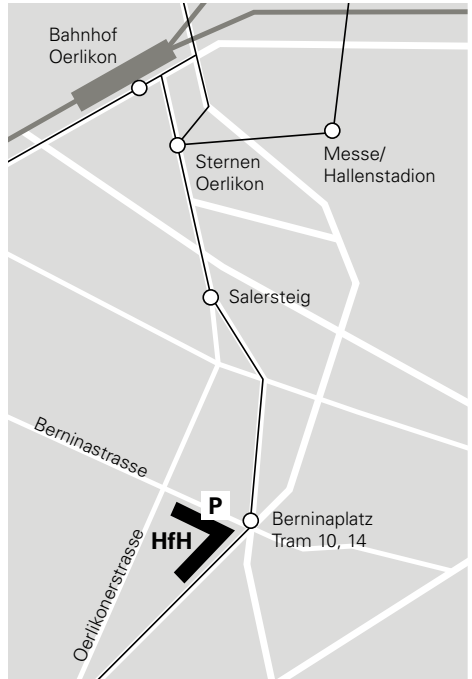 Bahnhof
Oerlikon
Sternen
Oerlikon
Messe/
Hallenstadion
Salersteig
Berninastrasse
P
HfH
Berninaplatz
Tram 10, 14
Oerlikonerstrasse